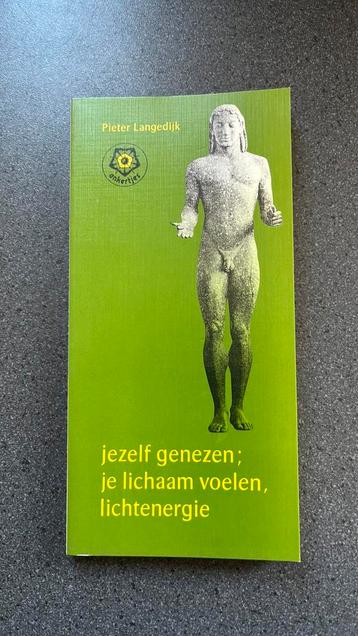 Pieter Langedijk
ankertjes
jezelf genezen;
je lichaam voelen,
lichtenergie